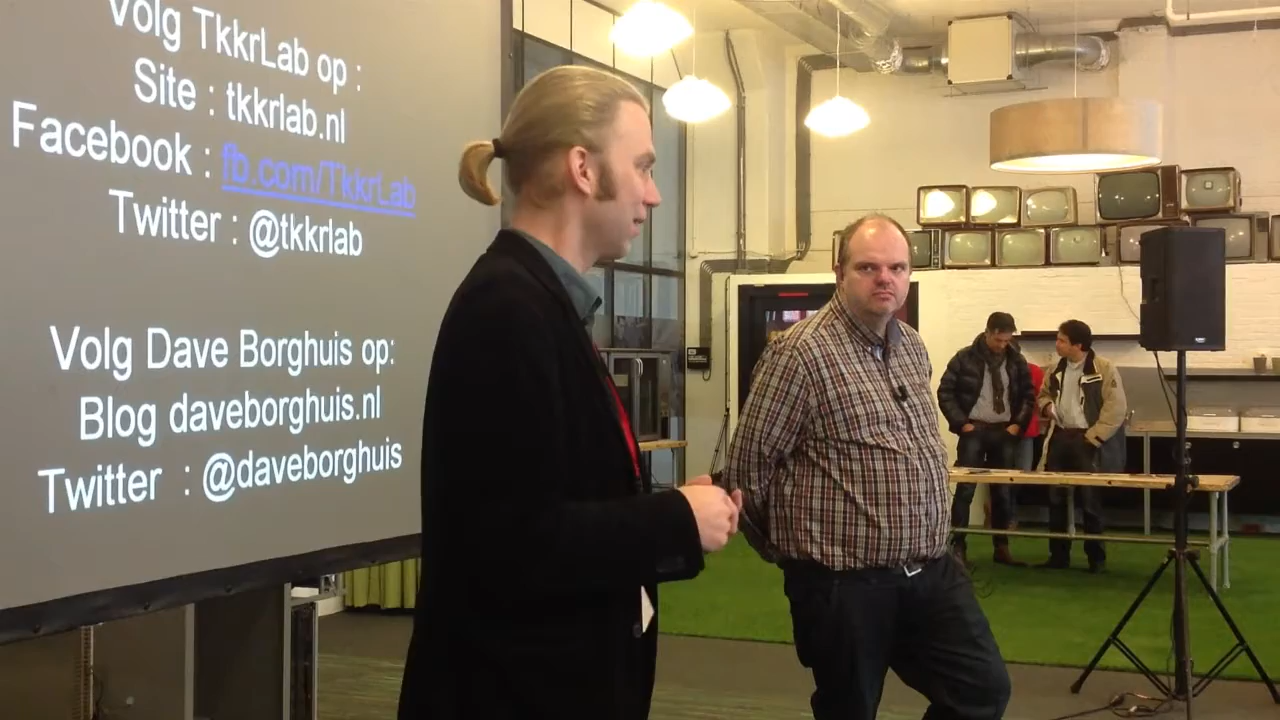 Volg TkkrLab op :
Site : tkkrlab.nl
Facebook : fb.com/TkkrLab
Twitter : @tkkrlab
Volg Dave Borghuis op:
Blog daveborghuis.nl
Twitter : @daveborghuis